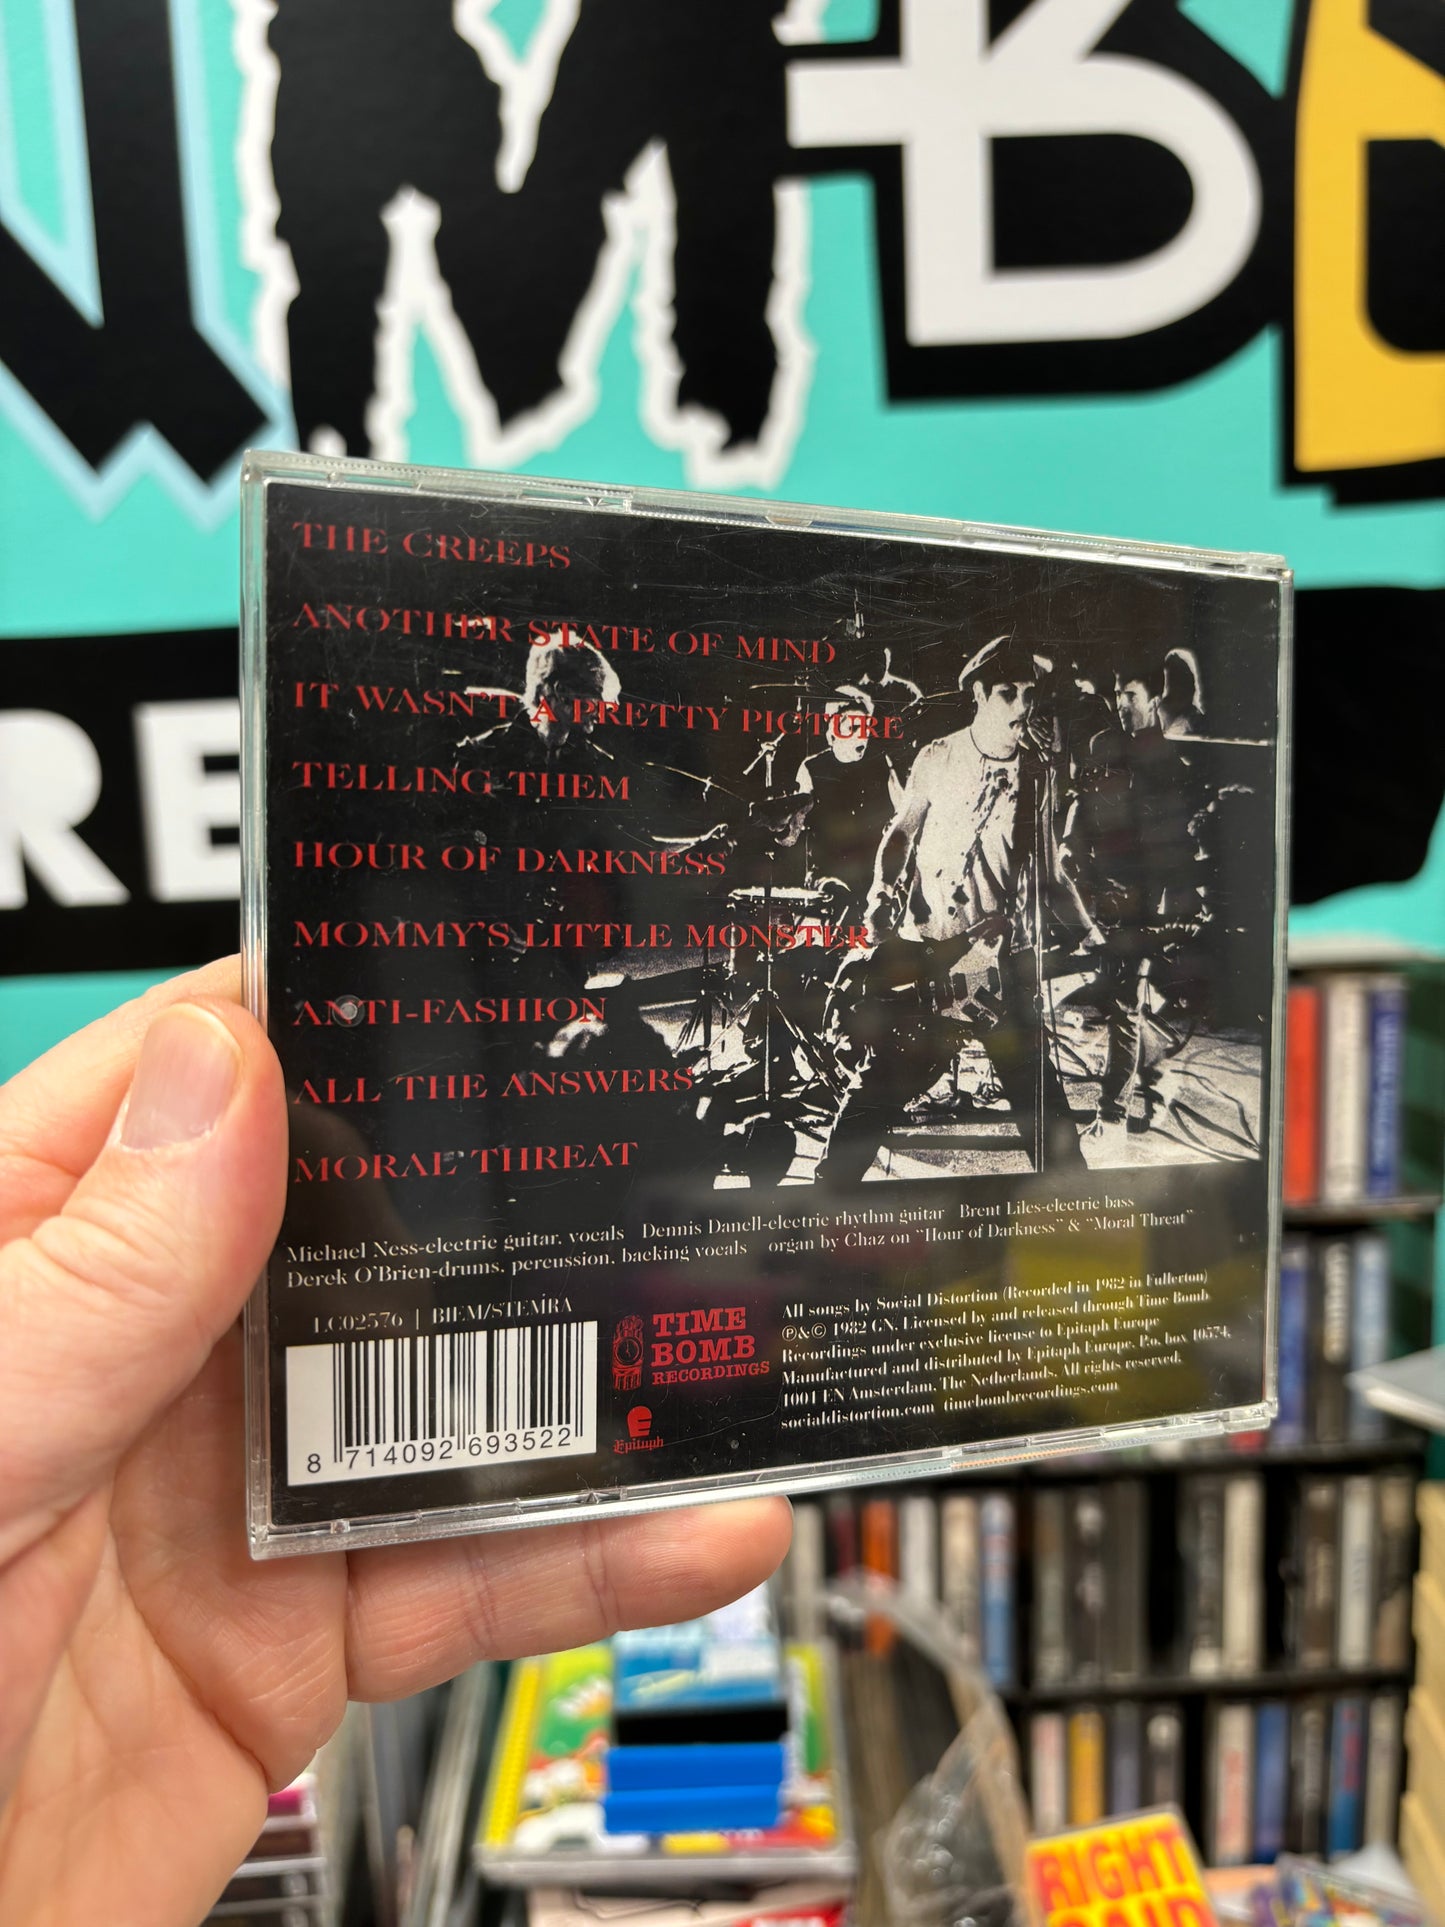 THE CREEPS
ANOTHER STATE OF MIND
IT WASN'T A PRETTY PICTURE
TELLING THEM
HOUR OF DARKNESS
MOMMY'S LITTLE MONSTER
ANTI-FASHION
ALL THE ANSWERS
MORAL THREAT
Michael Ness-electric guitar, vocals Dennis Danell-electric rhythm guitar Brent Liles-electric bass
Derek O'Brien-drums, percussion, backing vocals organ by Chaz on "Hour of Darkness" & "Moral Threat"
LC02576 | BIEM/STEMRA
8 714092 693522
TIME
BOMB
RECORDINGS
Epitaph
All songs by Social Distortion (Recorded in 1982 in Fullerton)
℗&© 1982 GN. Licensed by and released through Time Bomb
Recordings under exclusive license to Epitaph Europe
Manufactured and distributed by Epitaph Europe, P.o. box 10574,
1001 EN Amsterdam, The Netherlands. All rights reserved.
socialdistortion.com timebombrecordings.com
RE
RIGHT
SAID